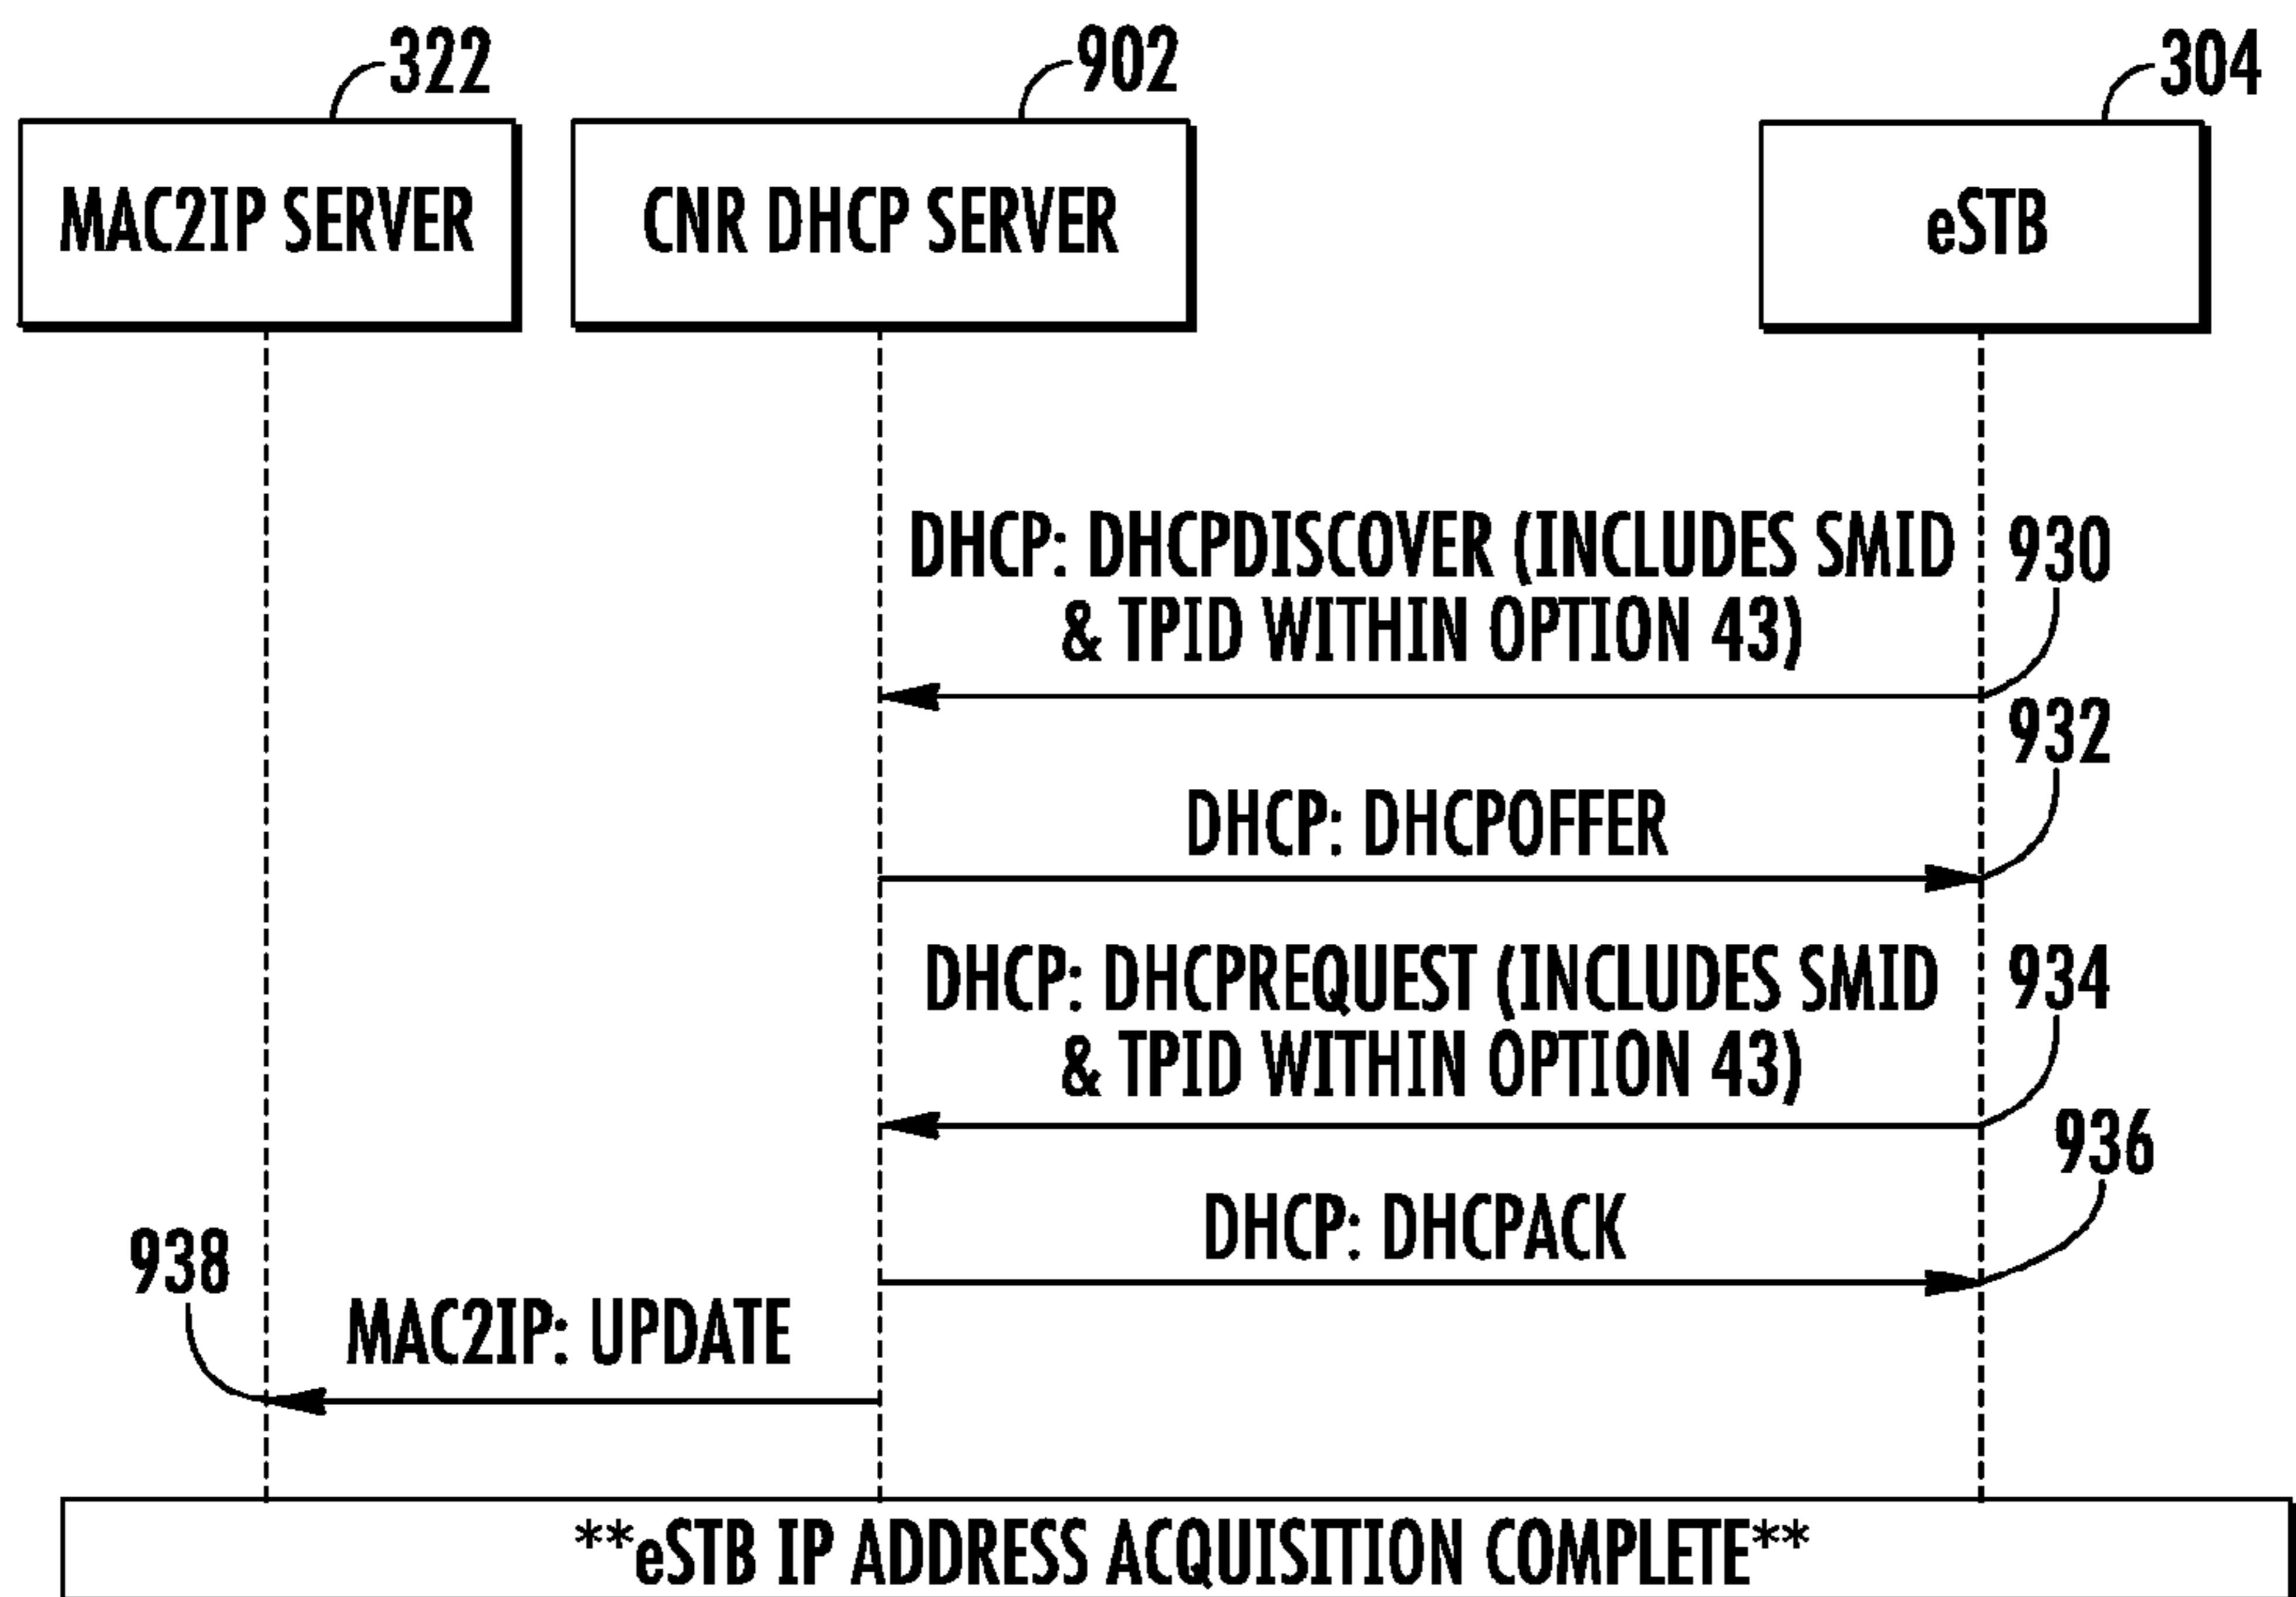 322
902
304
MAC2IP SERVER
CNR DHCP SERVER
eSTB
DHCP: DHCPDISCOVER (INCLUDES SMID
& TPID WITHIN OPTION 43)
930
932
DHCP: DHCPOFFER
DHCP: DHCPREQUEST (INCLUDES SMID
& TPID WITHIN OPTION 43)
934
936
DHCP: DHCPACK
938
MAC2IP: UPDATE
**eSTB IP ADDRESS ACQUISITION COMPLETE**